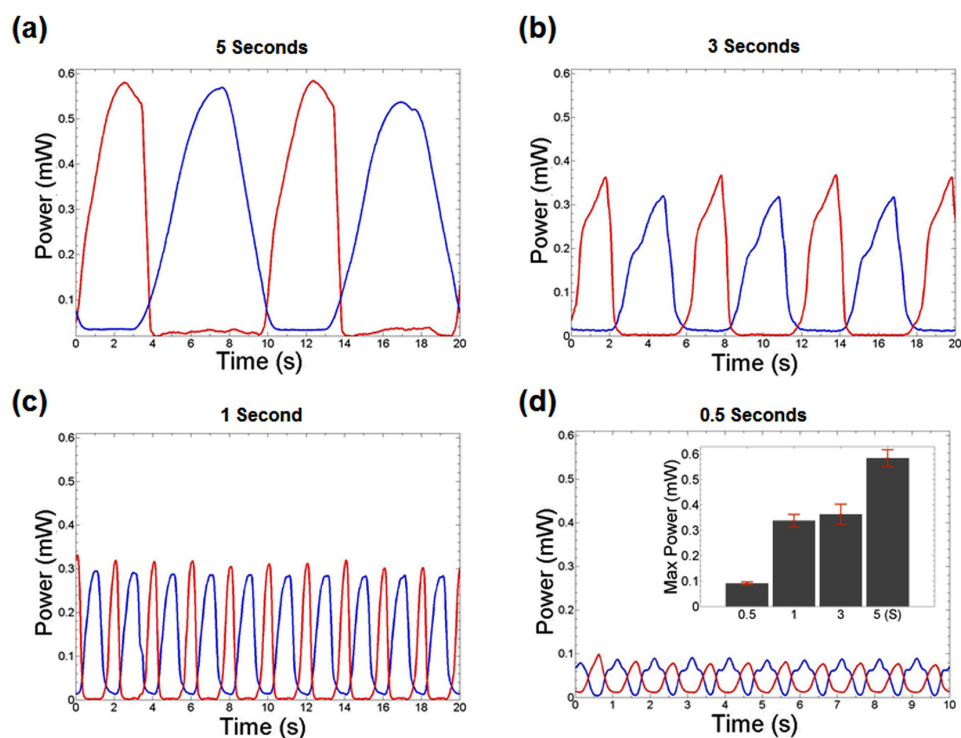 (a)
5 Seconds
0.6
0.5
0.4
0.3
0.2
0.1
Power (mW)
0 2 4 6 8 10 12 14 16 18 20
Time (s)
(b)
3 Seconds
0.6
0.5
0.4
0.3
0.2
0.1
0
Power (mW)
0 2 4 6 8 10 12 14 16 18 20
Time (s)
(c)
1 Second
0.6
0.5
0.4
0.3
0.2
0.1
0
Power (mW)
0 2 4 6 8 10 12 14 16 18 20
Time (s)
(d)
0.5 Seconds
0.6
0.5
0.4
0.3
0.2
0.1
0
Power (mW)
0 1 2 3 4 5 6 7 8 9 10
Time (s)
0.6
0.5
0.4
0.3
0.2
0.1
0
Max Power (mW)
0.5 1 3 5 (S)